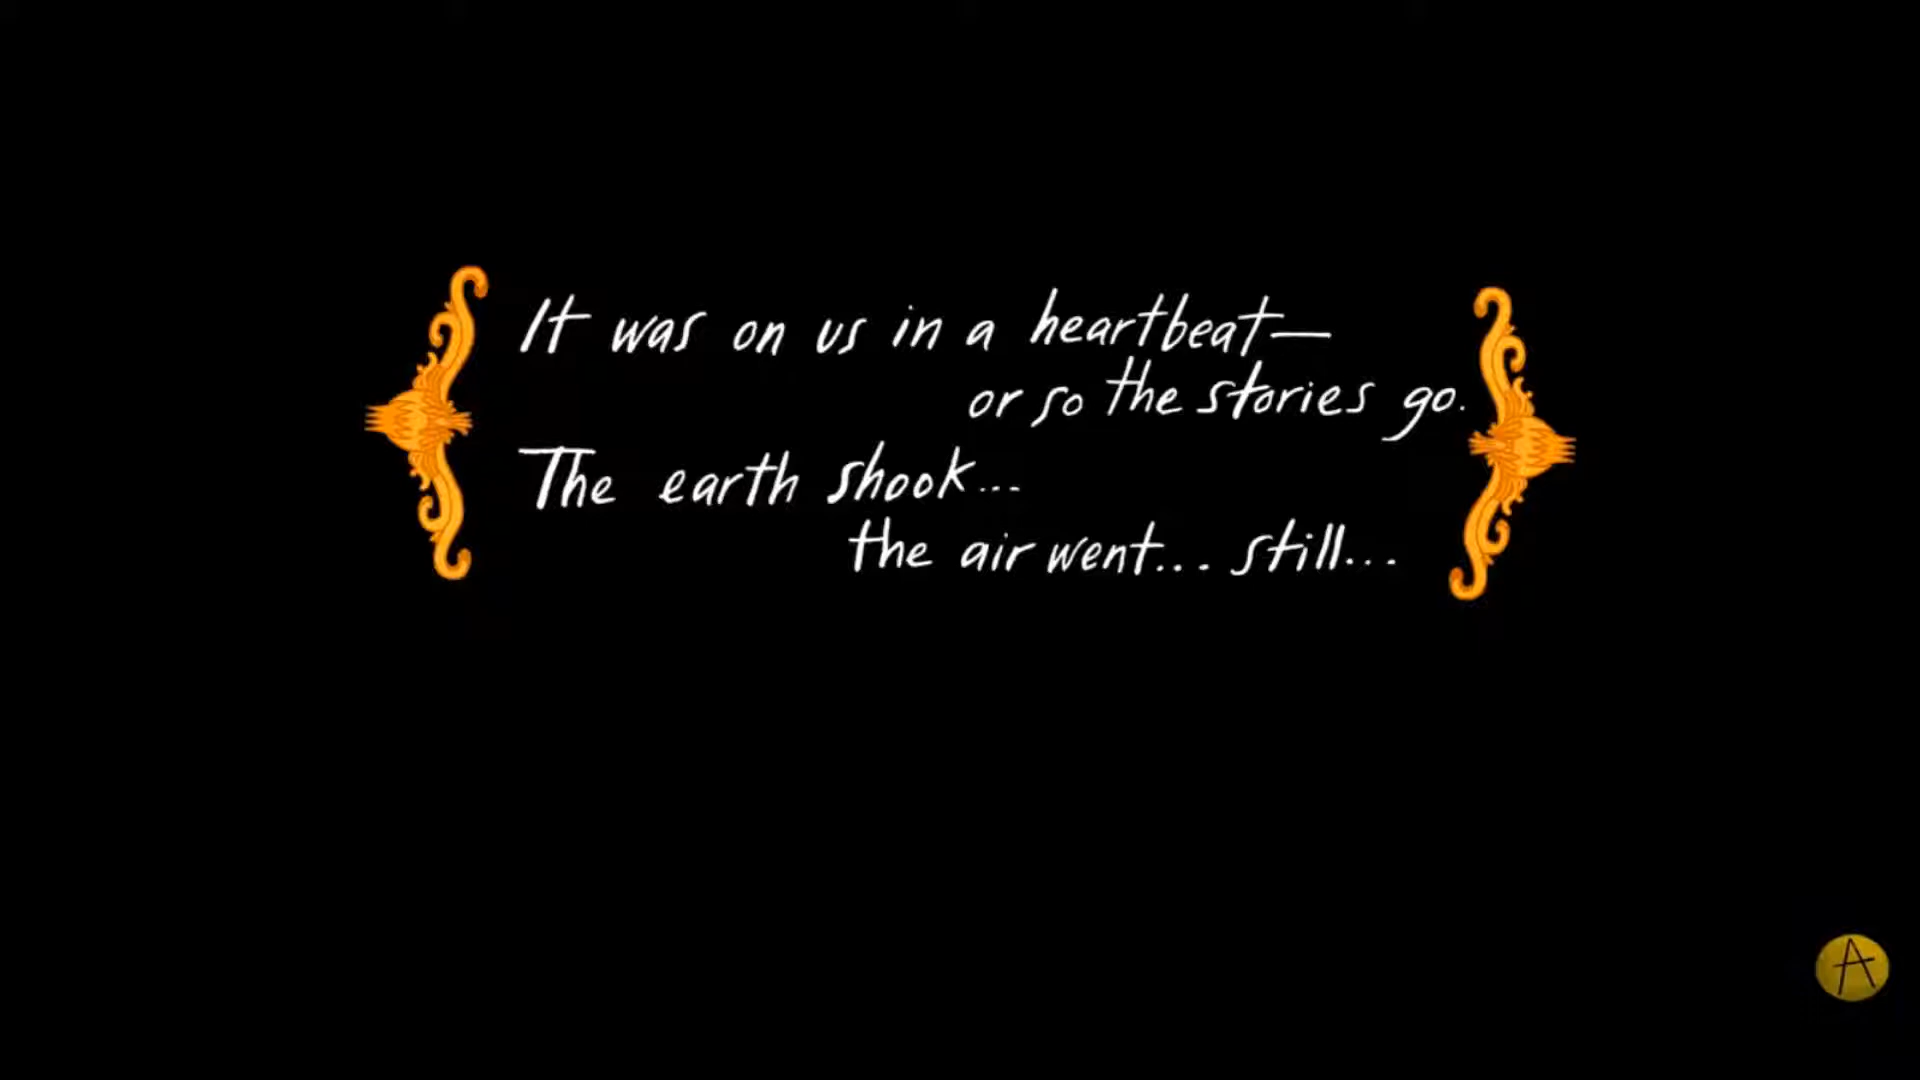 It was on us in a heartbeat—
or so the stories go.
The earth shook...
the air went... still...
A